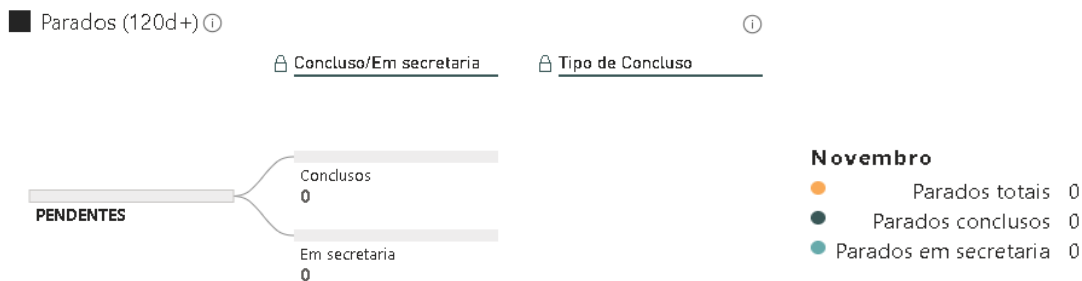 Parados (120d+)
Concluso/Em secretaria
Tipo de Concluso
PENDENTES
Conclusos
0
Em secretaria
0
Novembro
Parados totais 0
Parados conclusos 0
Parados em secretaria 0